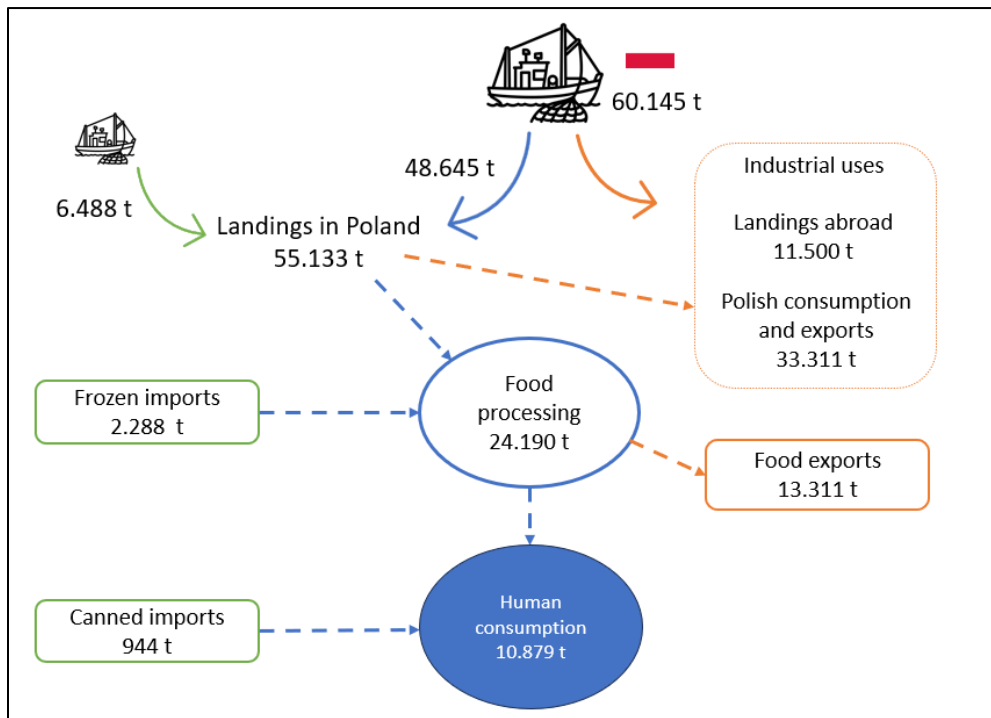 60.145 t
48.645 t
6.488 t
Landings in Poland
55.133 t
Industrial uses
Landings abroad
11.500 t
Polish consumption
and exports
33.311 t
Food
processing
24.190 t
Frozen imports
2.288 t
Food exports
13.311 t
Human
consumption
10.879 t
Canned imports
944 t